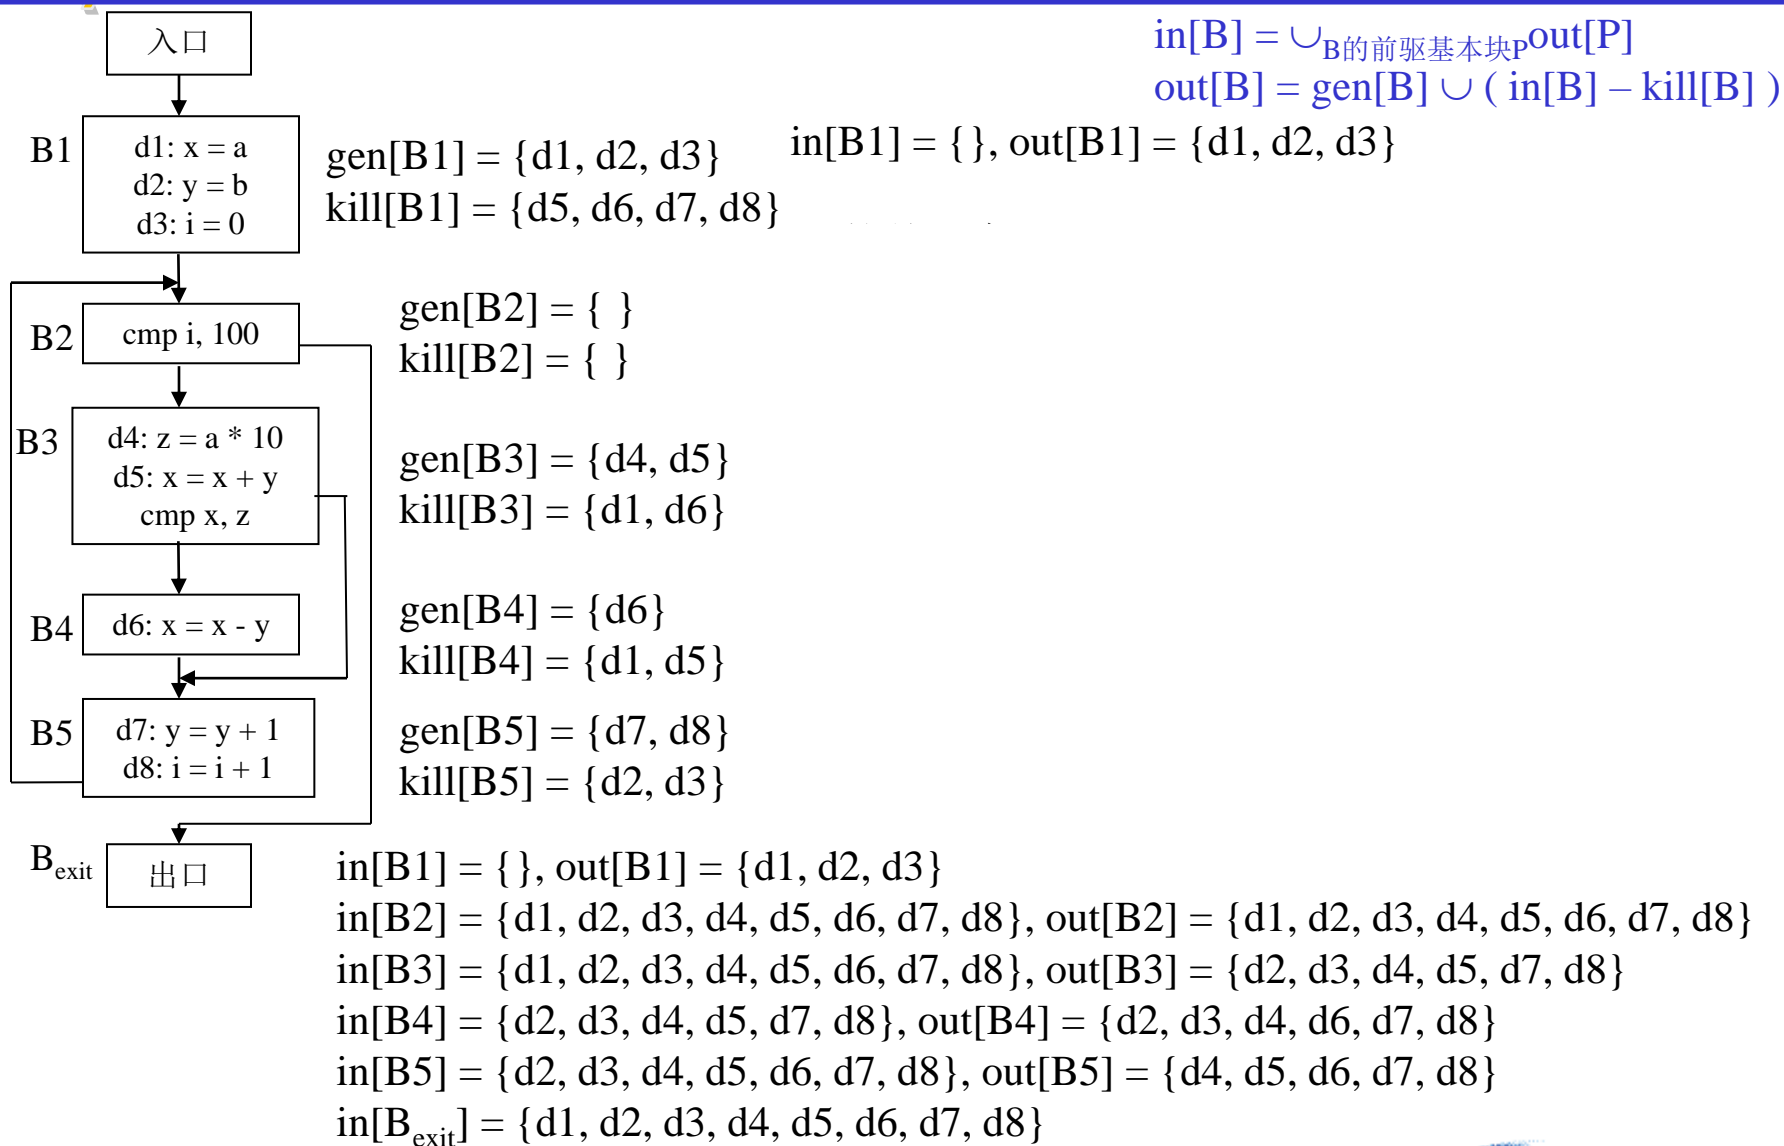 入口
in[B] = ∪B的前驱基本块Pout[P]
out[B] = gen[B] ∪ ( in[B] – kill[B] )
B1
d1: x = a
d2: y = b
d3: i = 0
gen[B1] = {d1, d2, d3}
kill[B1] = {d5, d6, d7, d8}
in[B1] = {}, out[B1] = {d1, d2, d3}
B2
cmp i, 100
gen[B2] = { }
kill[B2] = { }
B3
d4: z = a * 10
d5: x = x + y
cmp x, z
gen[B3] = {d4, d5}
kill[B3] = {d1, d6}
B4
d6: x = x - y
gen[B4] = {d6}
kill[B4] = {d1, d5}
B5
d7: y = y + 1
d8: i = i + 1
gen[B5] = {d7, d8}
kill[B5] = {d2, d3}
Bexit
出口
in[B1] = {}, out[B1] = {d1, d2, d3}
in[B2] = {d1, d2, d3, d4, d5, d6, d7, d8}, out[B2] = {d1, d2, d3, d4, d5, d6, d7, d8}
in[B3] = {d1, d2, d3, d4, d5, d6, d7, d8}, out[B3] = {d2, d3, d4, d5, d7, d8}
in[B4] = {d2, d3, d4, d5, d7, d8}, out[B4] = {d2, d3, d4, d6, d7, d8}
in[B5] = {d2, d3, d4, d5, d6, d7, d8}, out[B5] = {d4, d5, d6, d7, d8}
in[Bexit] = {d1, d2, d3, d4, d5, d6, d7, d8}